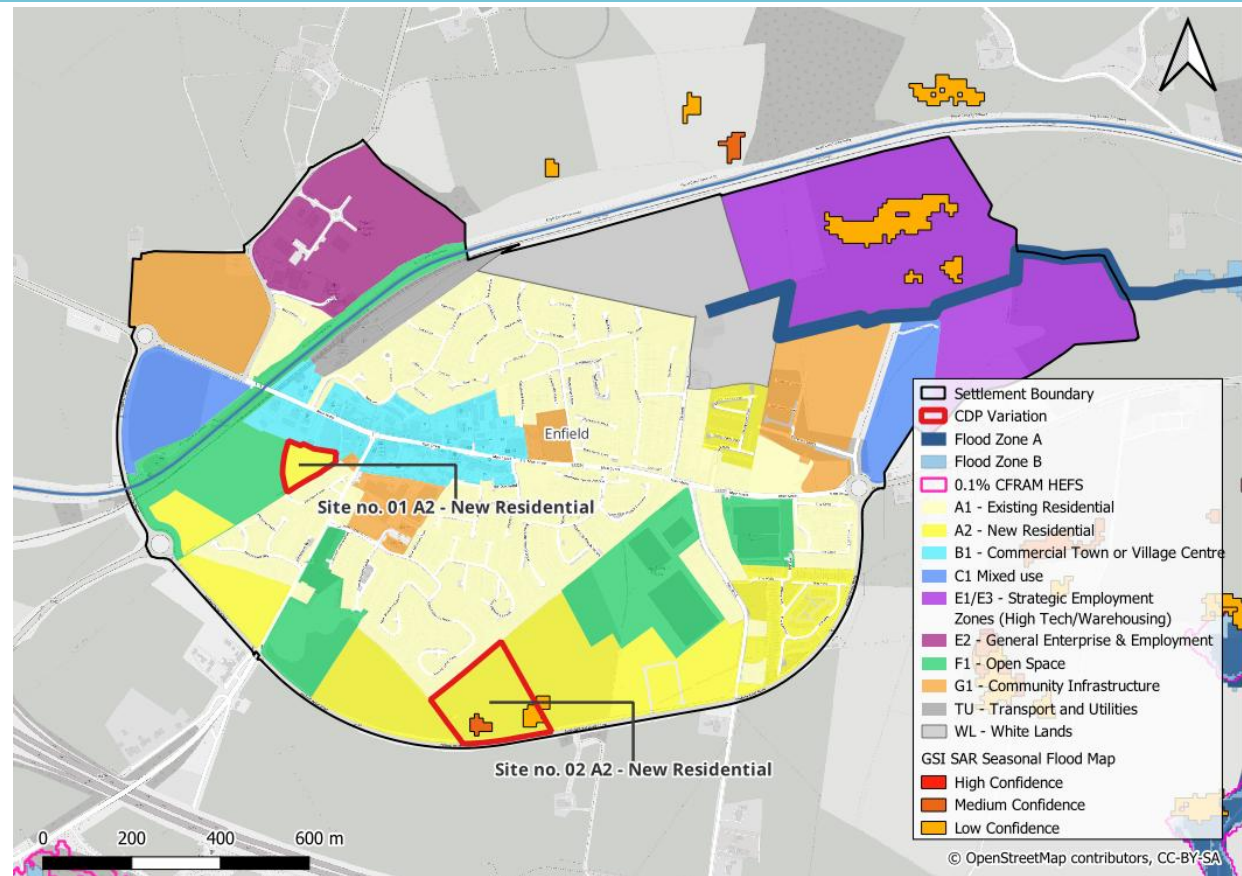 Enfield
Site no. 01 A2 - New Residential
Site no. 02 A2 - New Residential
Settlement Boundary
CDP Variation
Flood Zone A
Flood Zone B
0.1% CFRAM HEFS
A1 - Existing Residential
A2 - New Residential
B1 - Commercial Town or Village Centre
C1 Mixed use
E1/E3 - Strategic Employment
Zones (High Tech/Warehousing)
E2 - General Enterprise & Employment
F1 - Open Space
G1 - Community Infrastructure
TU - Transport and Utilities
WL - White Lands
GSI SAR Seasonal Flood Map
High Confidence
Medium Confidence
Low Confidence
0 200 400 600 m
© OpenStreetMap contributors, CC-BY-SA